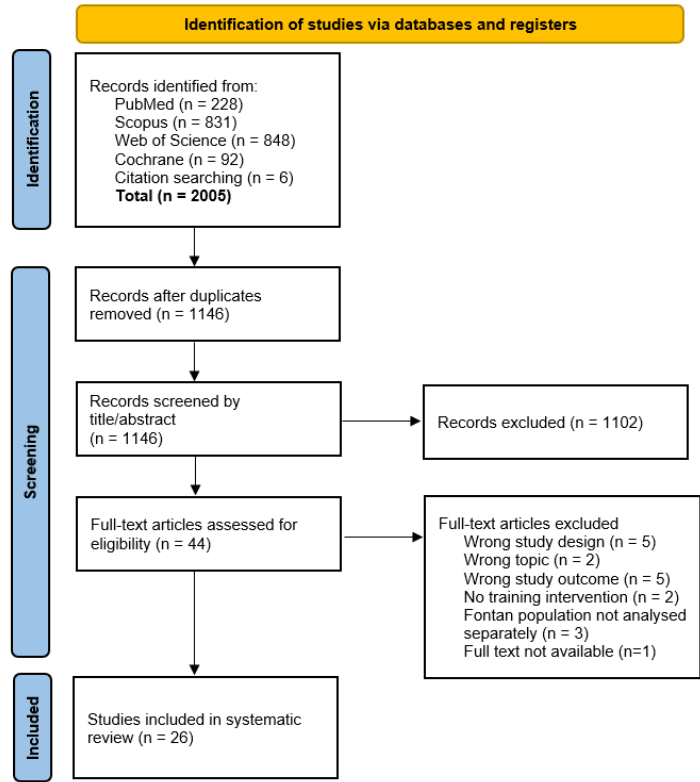 Identification of studies via databases and registers
Identification
Records identified from:
PubMed (n = 228)
Scopus (n = 831)
Web of Science (n = 848)
Cochrane (n = 92)
Citation searching (n = 6)
Total (n = 2005)
Screening
Records after duplicates
removed (n = 1146)
Records screened by
title/abstract
(n = 1146)
Records excluded (n = 1102)
Full-text articles assessed for
eligibility (n = 44)
Full-text articles excluded
Wrong study design (n = 5)
Wrong topic (n = 2)
Wrong study outcome (n = 5)
No training intervention (n = 2)
Fontan population not analysed
separately (n = 3)
Full text not available (n=1)
Included
Studies included in systematic
review (n = 26)